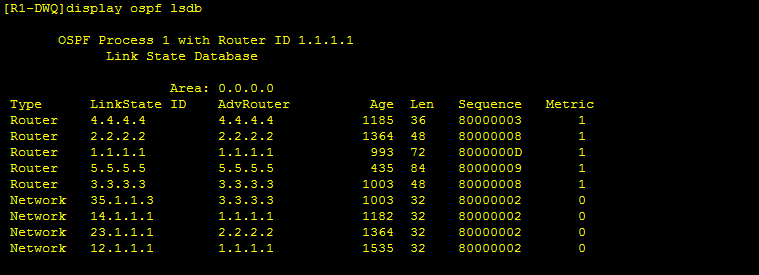 [R1-DWQ]display ospf lsdb
OSPF Process 1 with Router ID 1.1.1.1
Link State Database
Area: 0.0.0.0
Type LinkState ID AdvRouter Age Len Sequence Metric
Router 4.4.4.4 4.4.4.4 1185 36 80000003 1
Router 2.2.2.2 2.2.2.2 1364 48 80000008 1
Router 1.1.1.1 1.1.1.1 993 72 8000000D 1
Router 5.5.5.5 5.5.5.5 435 84 80000009 1
Router 3.3.3.3 3.3.3.3 1003 48 80000008 1
Network 35.1.1.3 3.3.3.3 1003 32 80000002 0
Network 14.1.1.1 1.1.1.1 1182 32 80000002 0
Network 23.1.1.1 2.2.2.2 1364 32 80000002 0
Network 12.1.1.1 1.1.1.1 1535 32 80000002 0